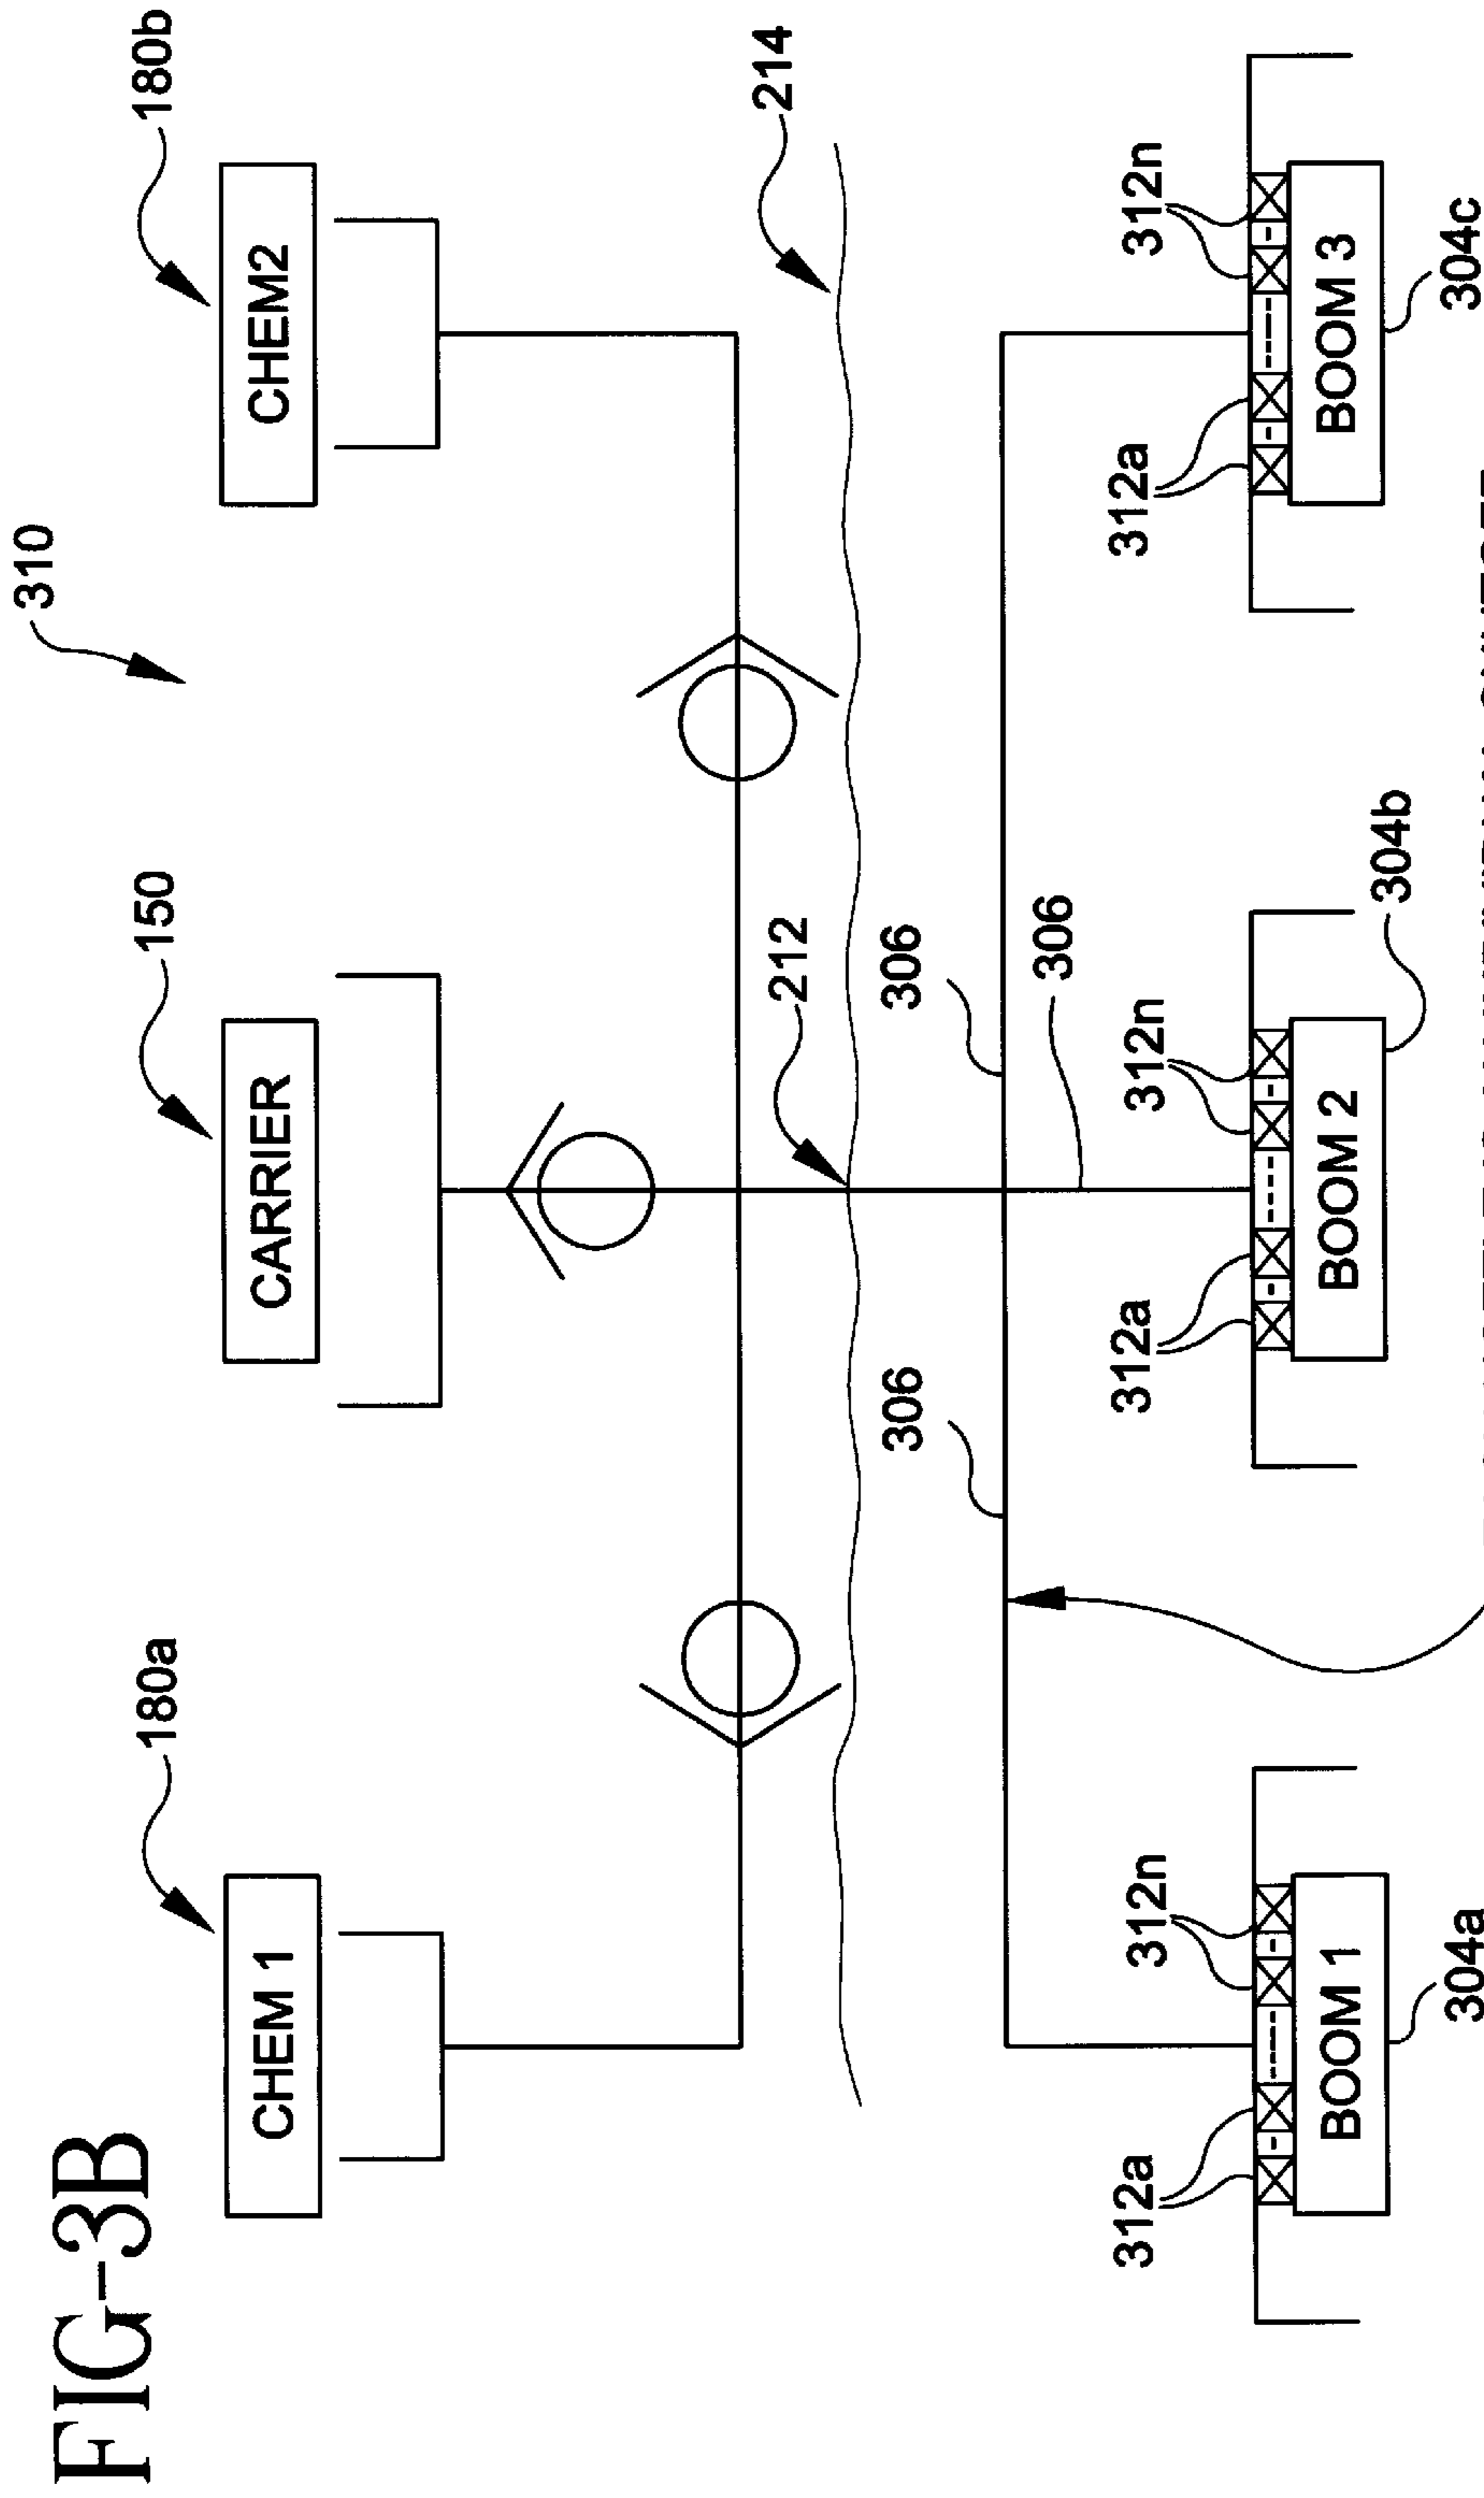 FIG-3B
310
180a
150
180b
CHEM 1
CARRIER
CHEM2
214
212
306
306
306
312a
312n
312a
312n
312a
312n
BOOM 1
BOOM 2
BOOM 3
304a
304b
304c